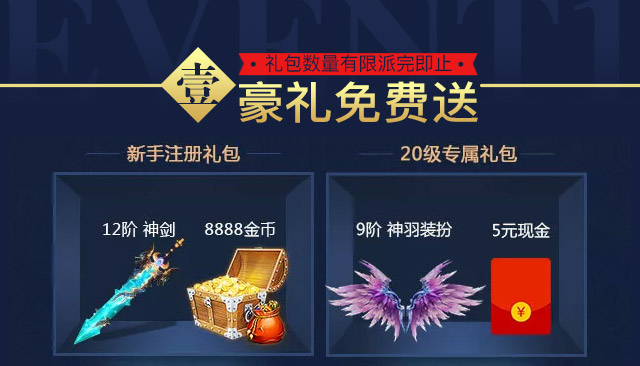 EVENT1
礼包数量有限派完即止
壹
豪礼免费送
新手注册礼包
20级专属礼包
12阶 神剑
8888金币
9阶 神羽装扮
5元现金
¥